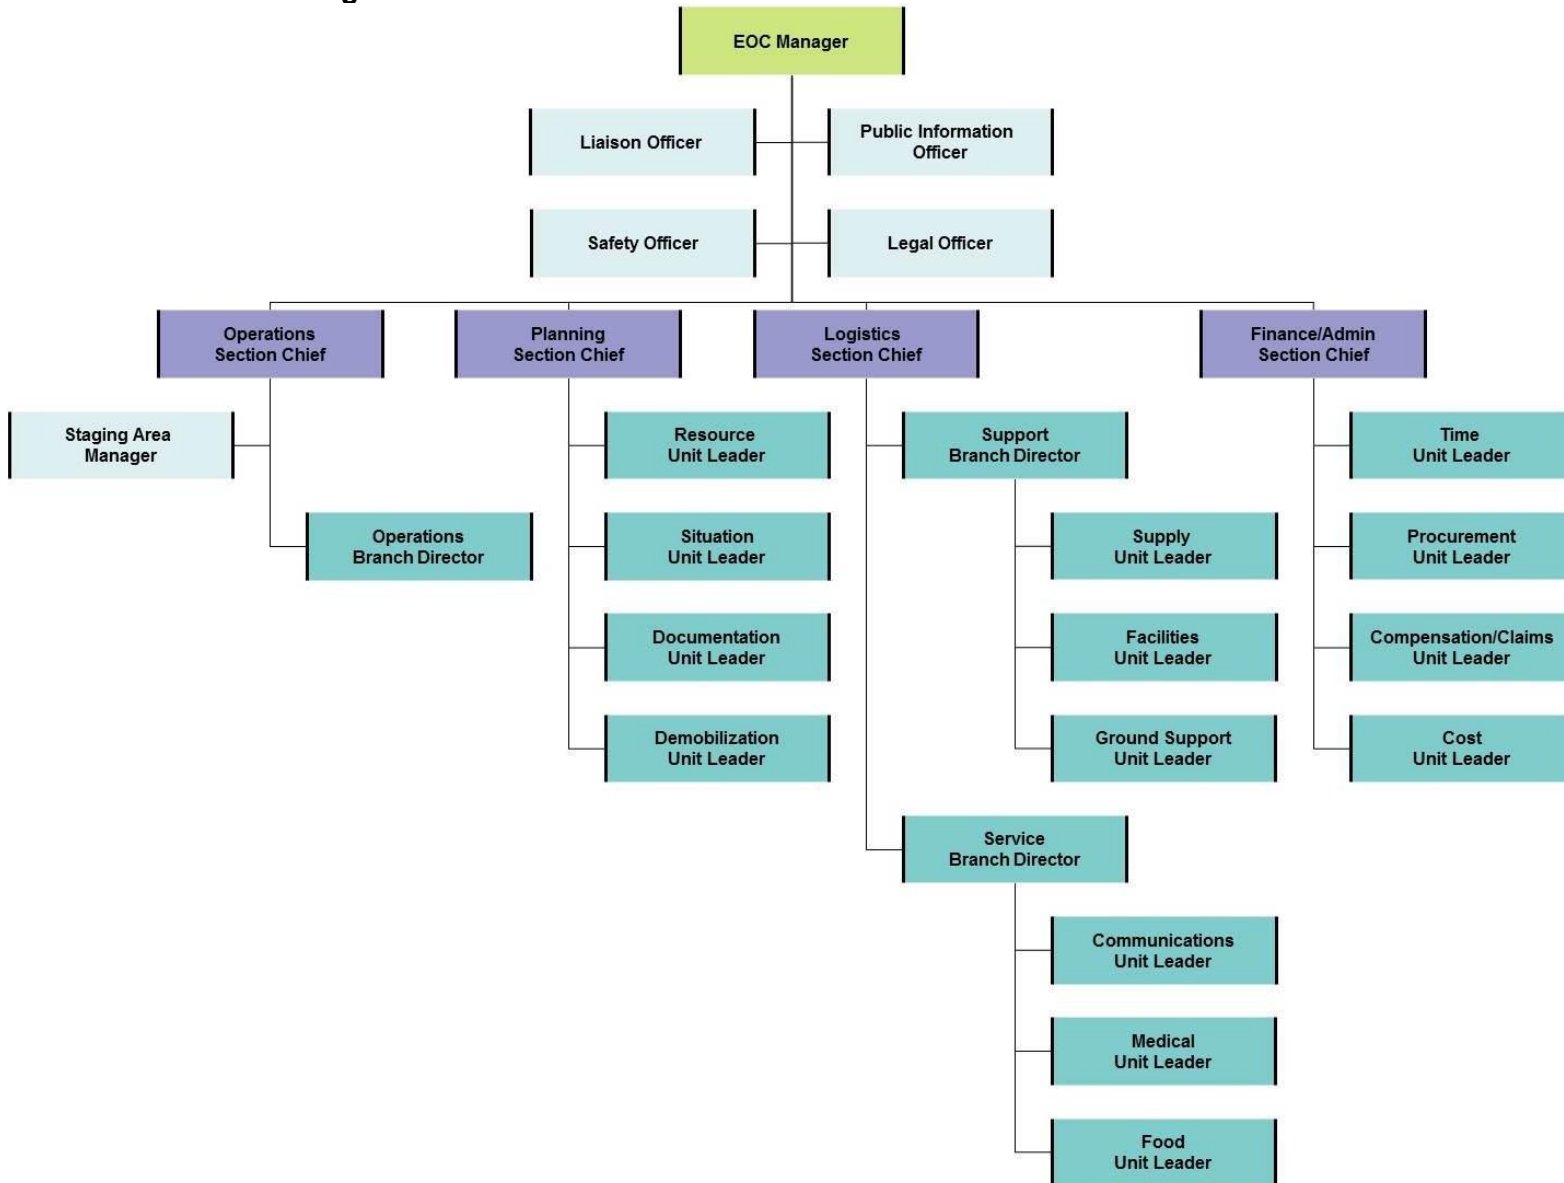 EOC Manager
Liaison Officer
Public Information
Officer
Safety Officer
Legal Officer
Operations
Section Chief
Planning
Section Chief
Logistics
Section Chief
Finance/Admin
Section Chief
Staging Area
Manager
Resource
Unit Leader
Support
Branch Director
Time
Unit Leader
Operations
Branch Director
Situation
Unit Leader
Supply
Unit Leader
Procurement
Unit Leader
Documentation
Unit Leader
Facilities
Unit Leader
Compensation/Claims
Unit Leader
Demobilization
Unit Leader
Ground Support
Unit Leader
Cost
Unit Leader
Service
Branch Director
Communications
Unit Leader
Medical
Unit Leader
Food
Unit Leader